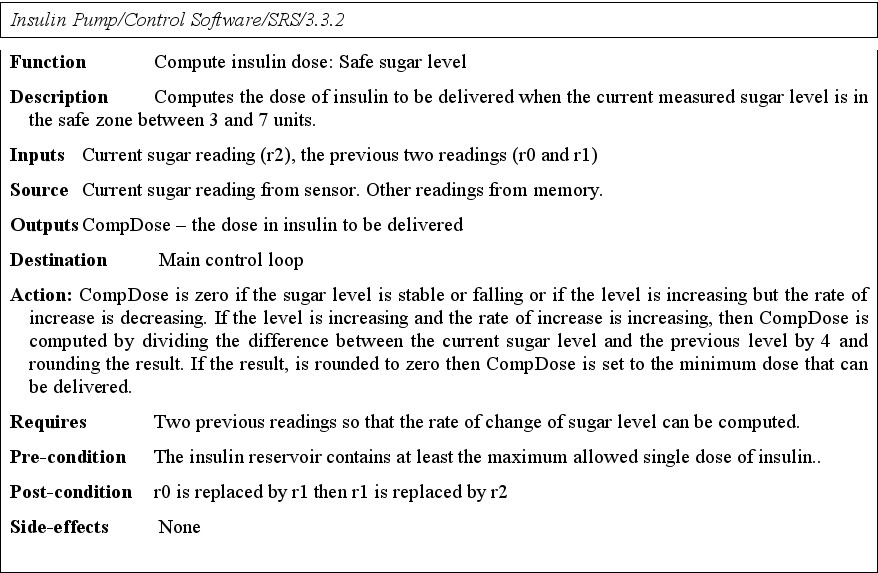 Insulin Pump/Control Software/SRS/3.3.2
Function Compute insulin dose: Safe sugar level
Description Computes the dose of insulin to be delivered when the current measured sugar level is in
the safe zone between 3 and 7 units.
Inputs Current sugar reading (r2), the previous two readings (r0 and r1)
Source Current sugar reading from sensor. Other readings from memory.
Outputs CompDose – the dose in insulin to be delivered
Destination Main control loop
Action: CompDose is zero if the sugar level is stable or falling or if the level is increasing but the rate of
increase is decreasing. If the level is increasing and the rate of increase is increasing, then CompDose is
computed by dividing the difference between the current sugar level and the previous level by 4 and
rounding the result. If the result, is rounded to zero then CompDose is set to the minimum dose that can
be delivered.
Requires Two previous readings so that the rate of change of sugar level can be computed.
Pre-condition The insulin reservoir contains at least the maximum allowed single dose of insulin..
Post-condition r0 is replaced by r1 then r1 is replaced by r2
Side-effects None